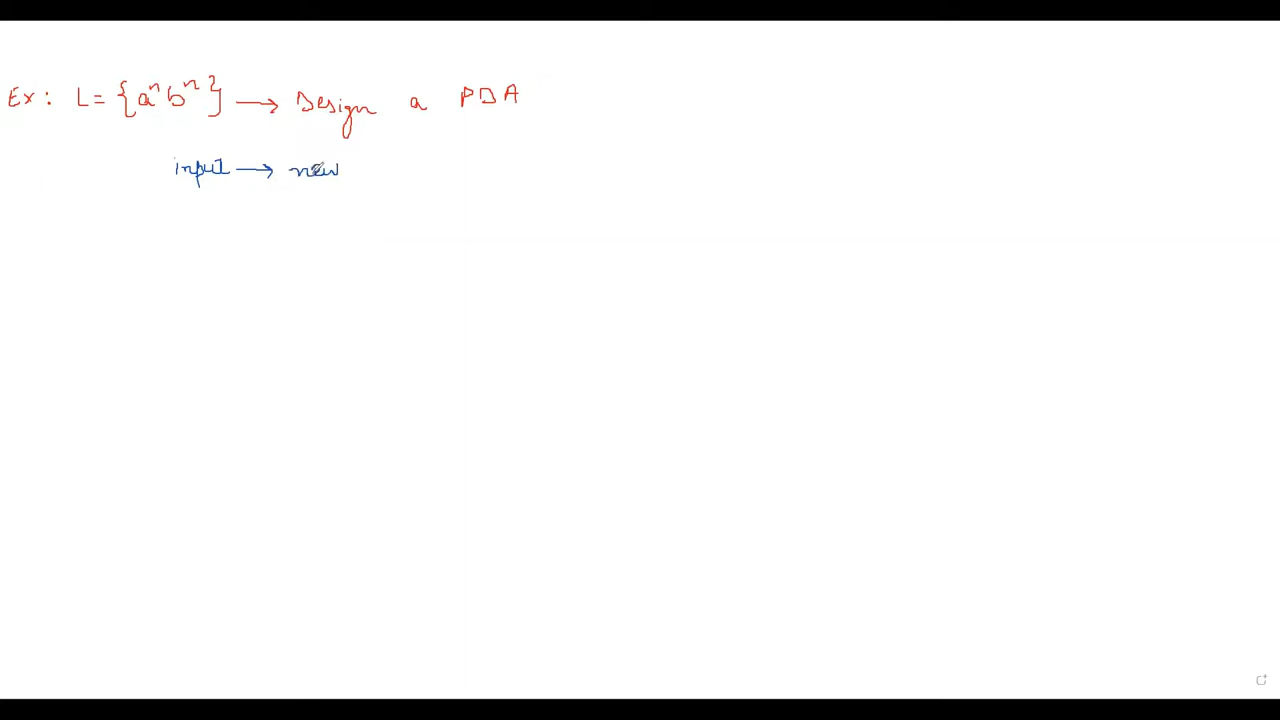 Ex: L = {aⁿbⁿ} → Design a PDA
input → new